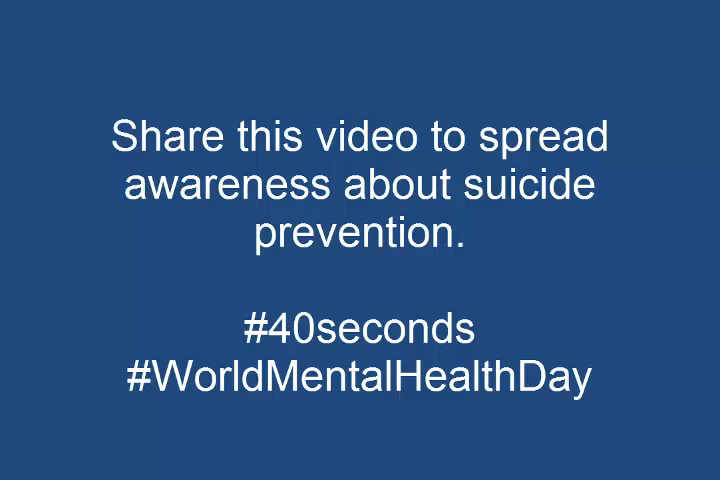 Share this video to spread
awareness about suicide
prevention.
#40seconds
#WorldMentalHealthDay